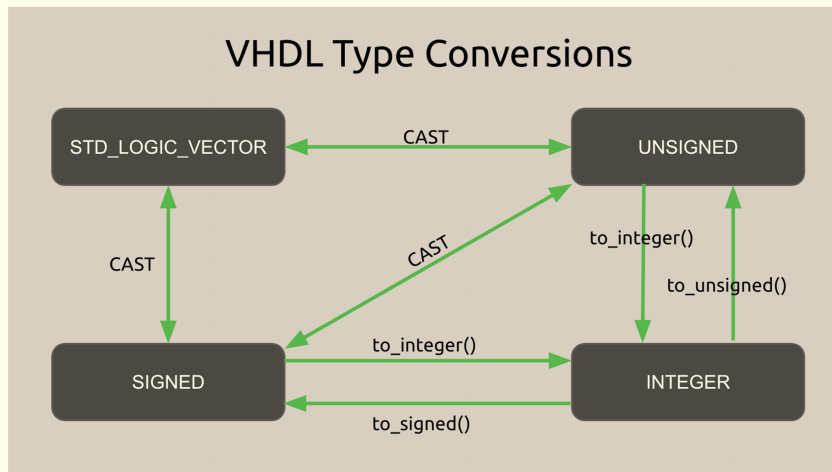 VHDL Type Conversions
STD_LOGIC_VECTOR
CAST
UNSIGNED
CAST
CAST
to_integer()
to_unsigned()
to_integer()
SIGNED
INTEGER
to_signed()